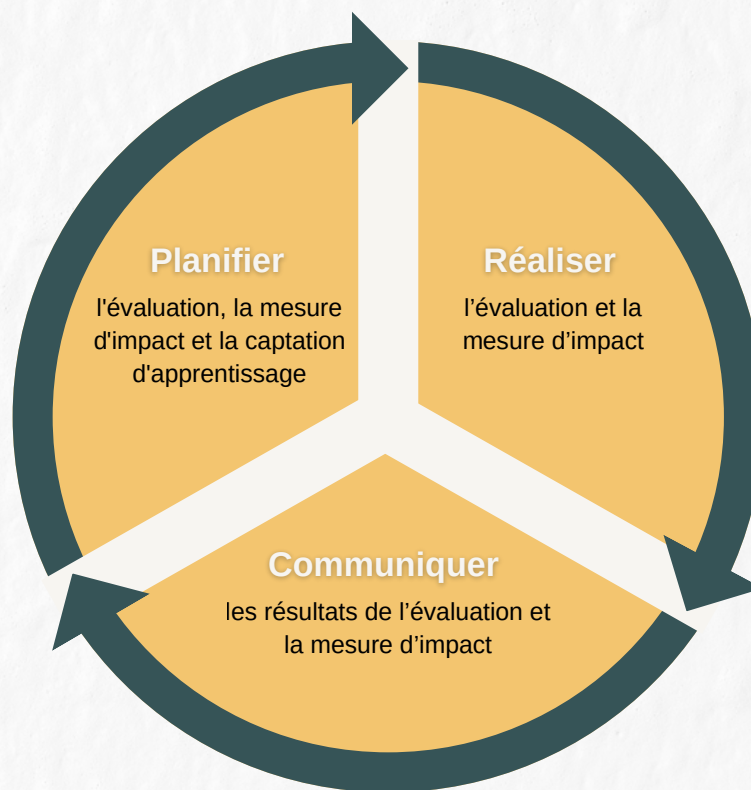 Planifier
l'évaluation, la mesure
d'impact et la captation
d'apprentissage
Réaliser
l’évaluation et la
mesure d’impact
Communiquer
les résultats de l’évaluation et
la mesure d’impact